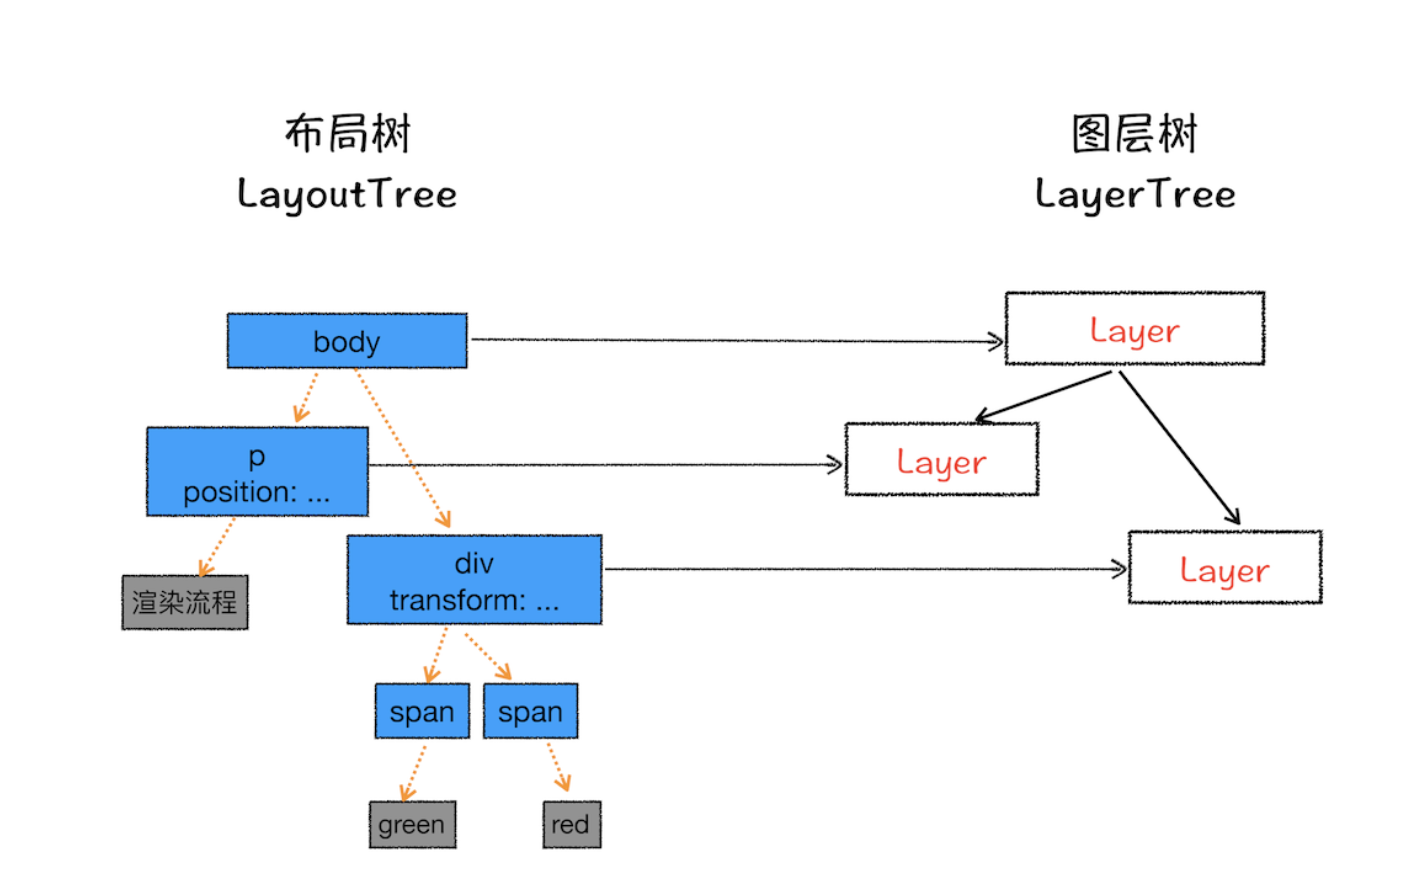 布局树
LayoutTree
图层树
LayerTree
body
Layer
p
position: ...
Layer
div
transform: ...
Layer
渲染流程
span
span
green
red